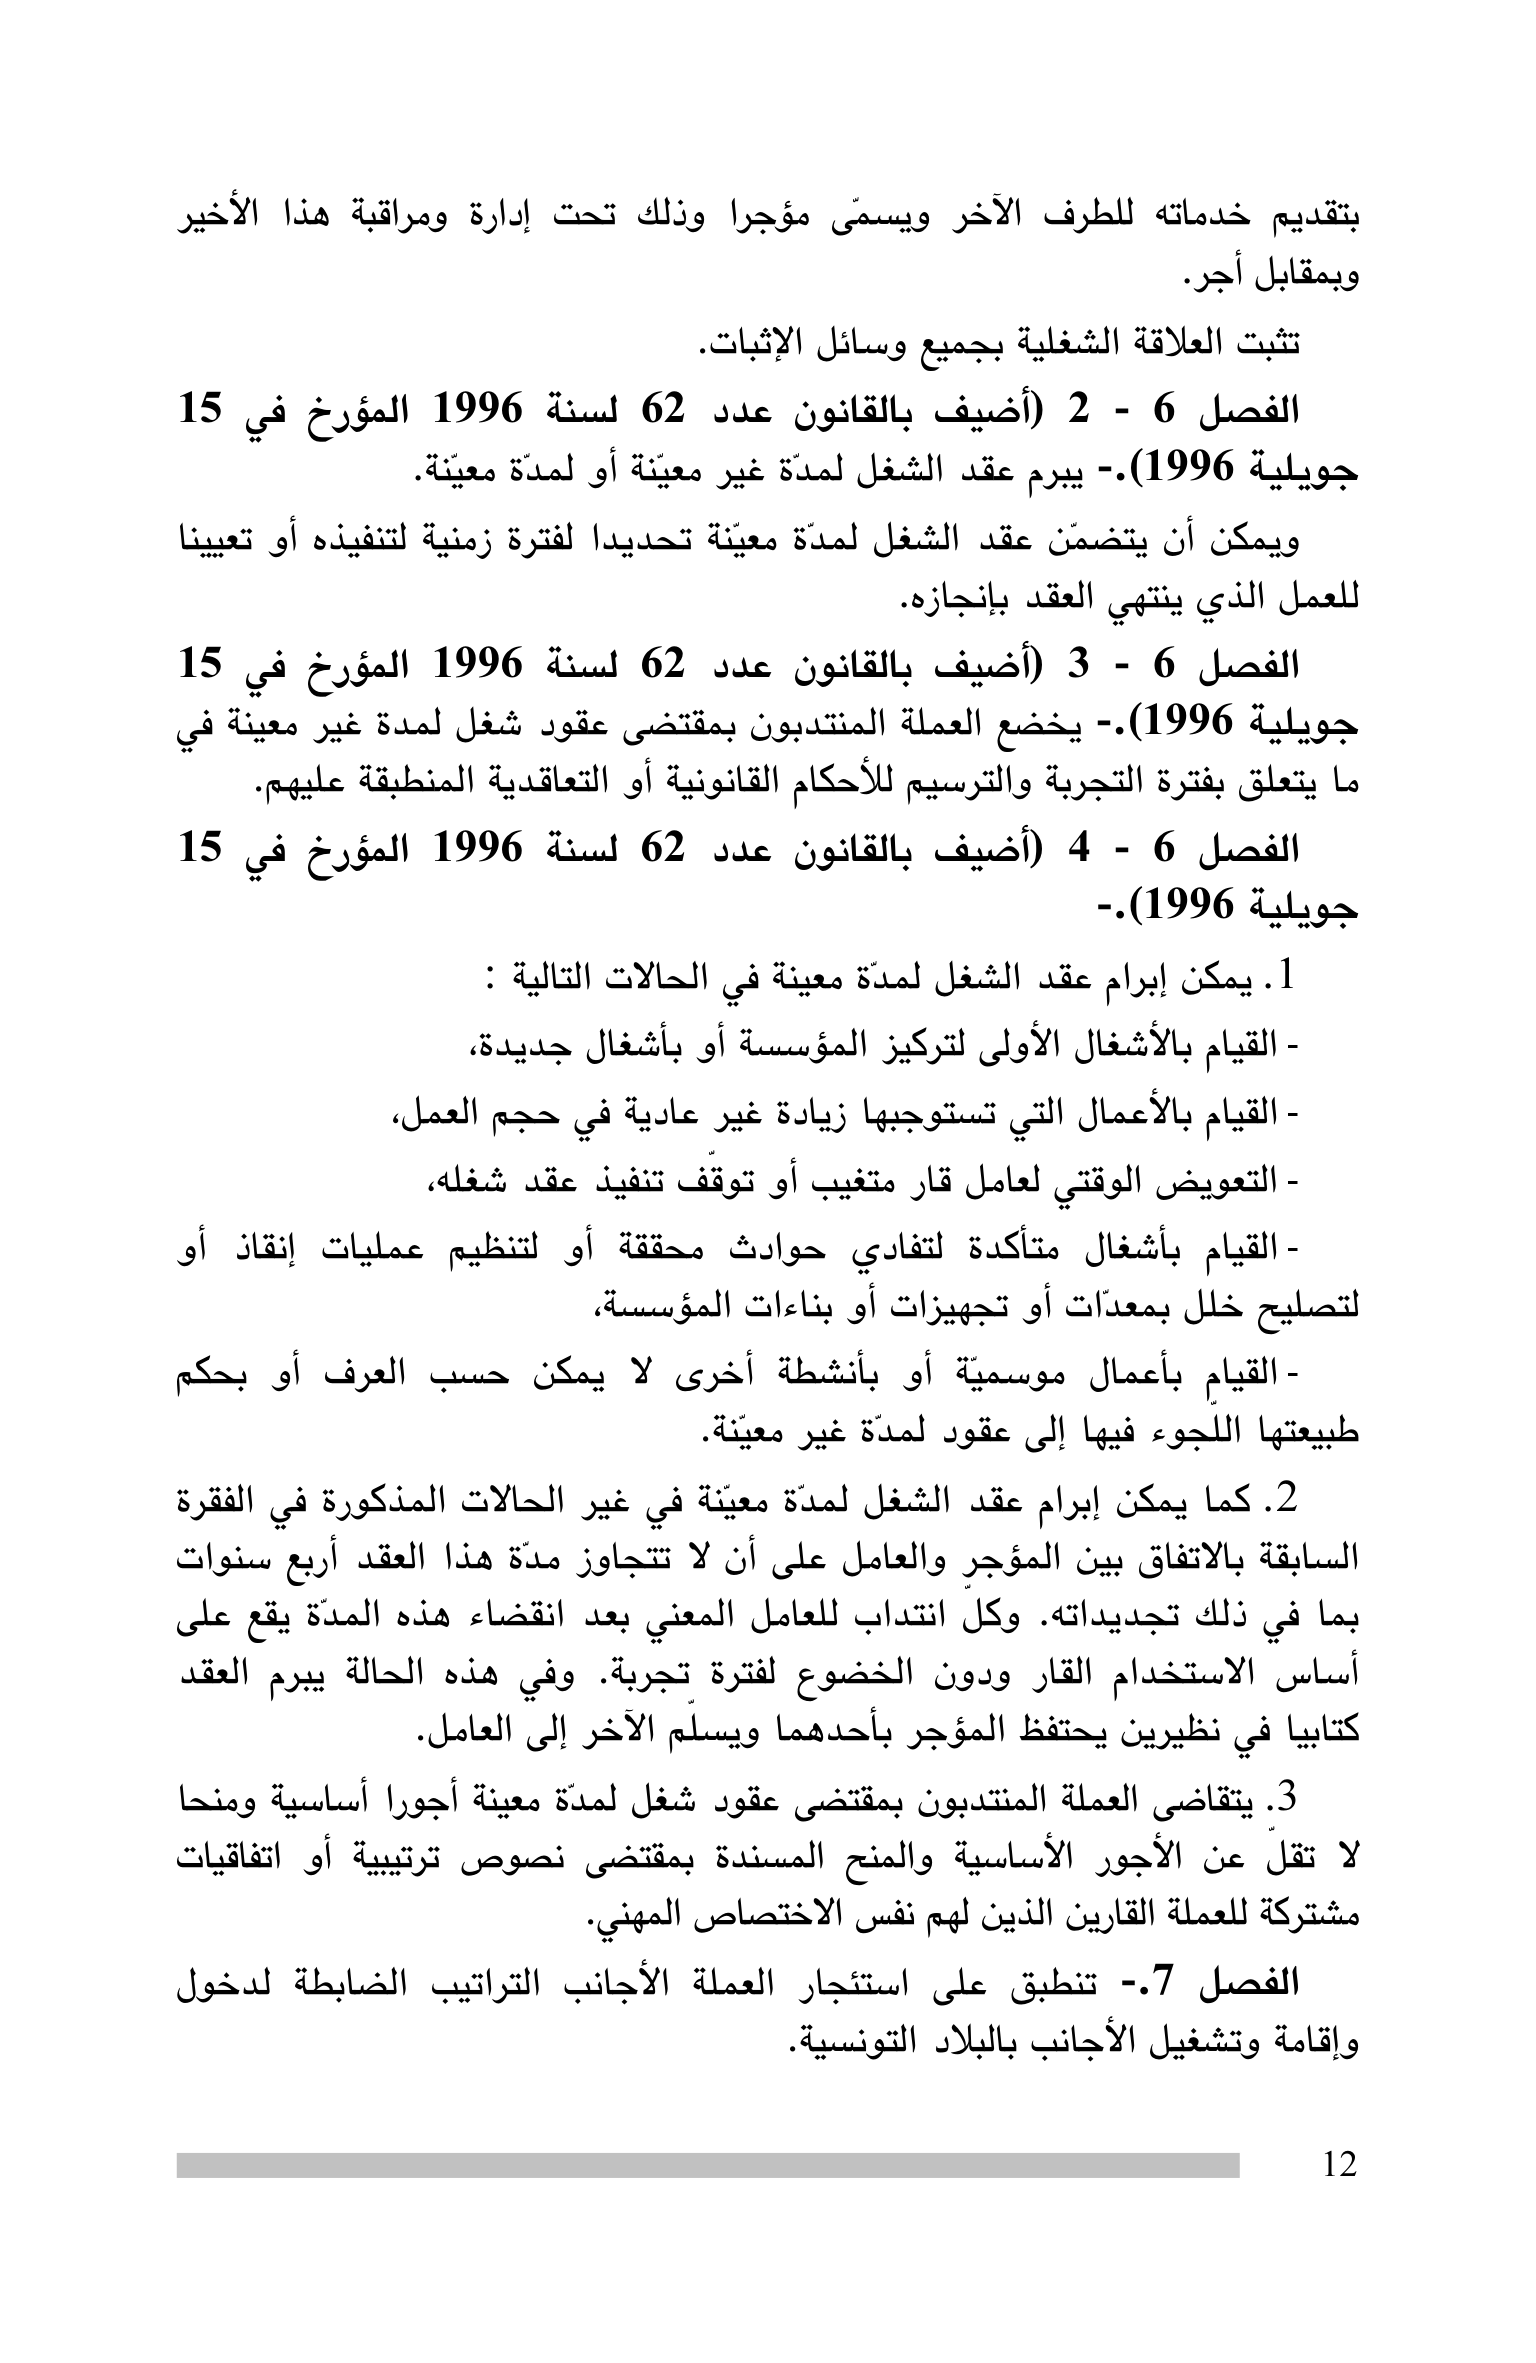 بتقديم خدماته للطرف الآخر ويسمّى مؤجرا وذلك تحت إدارة ومراقبة هذا الأخير
وبمقابل أجر.
تثبت العلاقة الشغلية بجميع وسائل الإثبات.
الفصل 6 - 2 (أضيف بالقانون عدد 62 لسنة 1996 المؤرخ في 15
جويلية 1996).- يبرم عقد الشغل لمدّة غير معيّنة أو لمدّة معيّنة.
ويمكن أن يتضمّن عقد الشغل لمدّة معيّنة تحديدا لفترة زمنية لتنفيذه أو تعيينا
للعمل الذي ينتهي العقد بإنجازه.
الفصل 6 - 3 (أضيف بالقانون عدد 62 لسنة 1996 المؤرخ في 15
جويلية 1996).- يخضع العملة المنتدبون بمقتضى عقود شغل لمدة غير معينة في
ما يتعلق بفترة التجربة والترسيم للأحكام القانونية أو التعاقدية المنطبقة عليهم.
الفصل 6 - 4 (أضيف بالقانون عدد 62 لسنة 1996 المؤرخ في 15
جويلية 1996).-
1. يمكن إبرام عقد الشغل لمدّة معينة في الحالات التالية :
- القيام بالأشغال الأولى لتركيز المؤسسة أو بأشغال جديدة،
- القيام بالأعمال التي تستوجبها زيادة غير عادية في حجم العمل،
- التعويض الوقتي لعامل قار متغيب أو توقّف تنفيذ عقد شغله،
- القيام بأشغال متأكدة لتفادي حوادث محققة أو لتنظيم عمليات إنقاذ أو
لتصليح خلل بمعدّات أو تجهيزات أو بناءات المؤسسة،
- القيام بأعمال موسميّة أو بأنشطة أخرى لا يمكن حسب العرف أو بحكم
طبيعتها اللّجوء فيها إلى عقود لمدّة غير معيّنة.
2. كما يمكن إبرام عقد الشغل لمدّة معيّنة في غير الحالات المذكورة في الفقرة
السابقة بالاتفاق بين المؤجر والعامل على أن لا تتجاوز مدّة هذا العقد أربع سنوات
بما في ذلك تجديداته. وكلّ انتداب للعامل المعني بعد انقضاء هذه المدّة يقع على
أساس الاستخدام القار ودون الخضوع لفترة تجربة. وفي هذه الحالة يبرم العقد
كتابيا في نظيرين يحتفظ المؤجر بأحدهما ويسلّم الآخر إلى العامل.
3. يتقاضى العملة المنتدبون بمقتضى عقود شغل لمدّة معينة أجورا أساسية ومنحا
لا تقلّ عن الأجور الأساسية والمنح المسندة بمقتضى نصوص ترتيبية أو اتفاقيات
مشتركة للعملة القارين الذين لهم نفس الاختصاص المهني.
الفصل 7.- تنطبق على استئجار العملة الأجانب التراتيب الضابطة لدخول
وإقامة وتشغيل الأجانب بالبلاد التونسية.
12